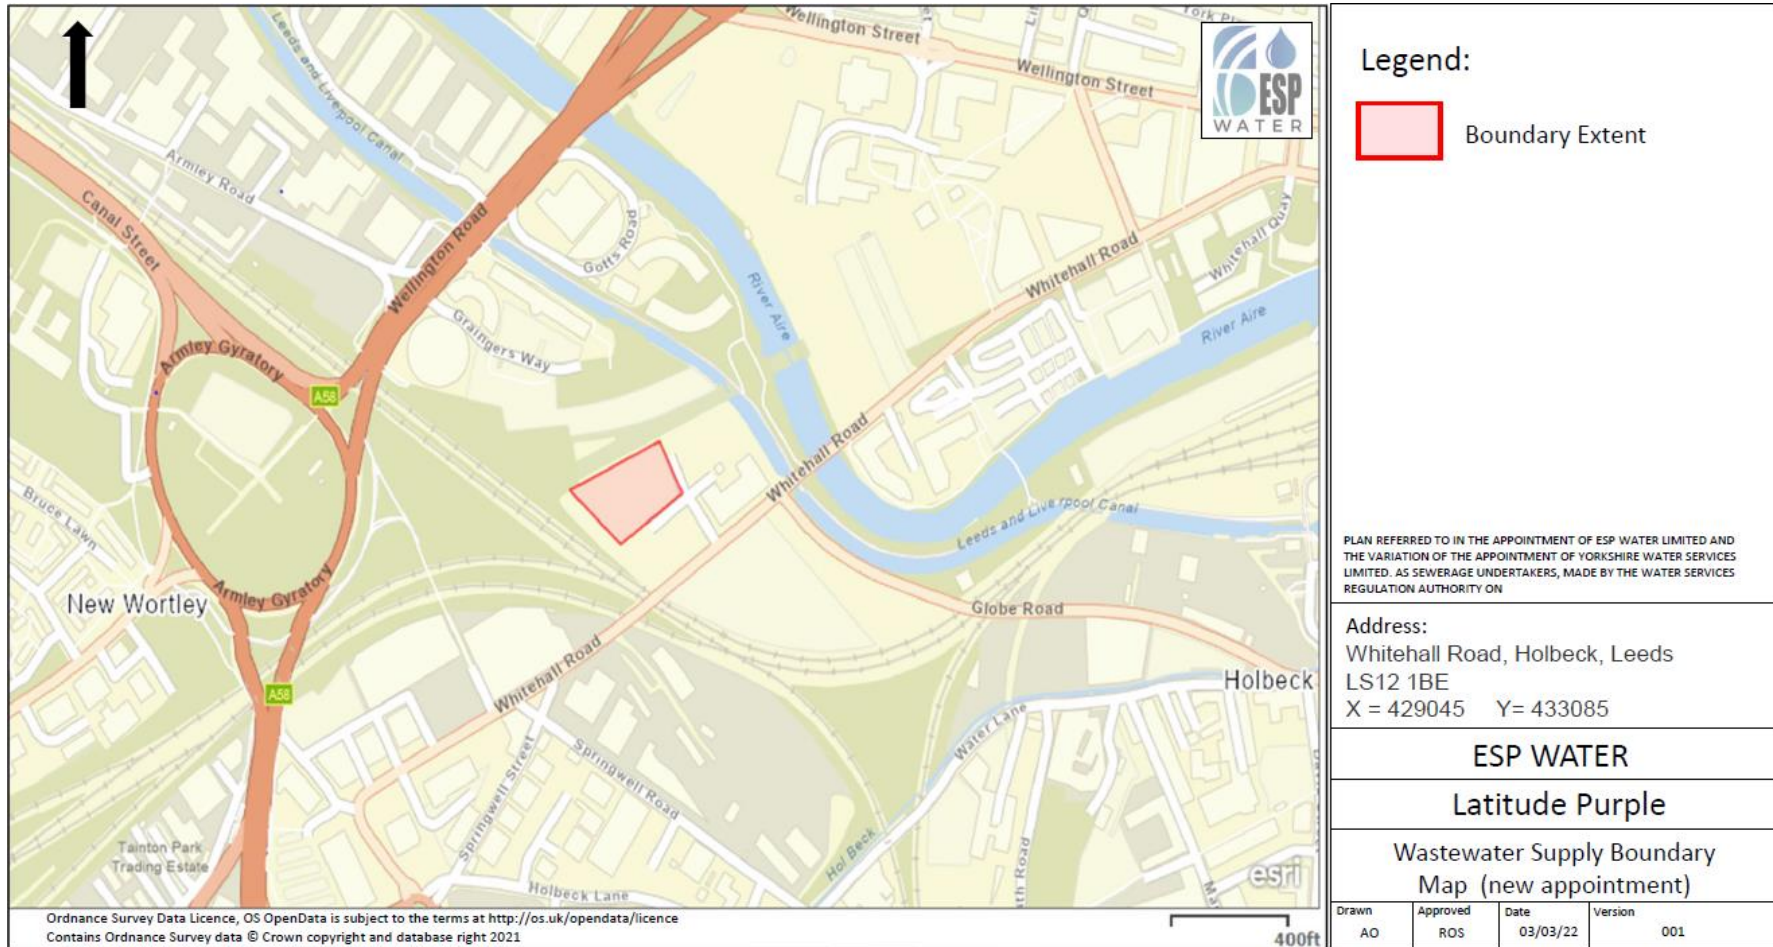 Wellington Street
York Pl
Wellington Street
ESP
WATER
Leeds and Liverpool Canal
Armley Road
Canal Street
Wellington Road
Gotts Road
River Aire
Whitehall Road
Whitehall Quay
River Aire
Graingers Way
Armley Gyratory
A58
Whitehall Road
Leeds and Liverpool Canal
Bruce Lawn
Armley Gyratory
New Wortley
Globe Road
Whitehall Road
Holbeck
A58
Water Lane
Springwell Road
Springwell Street
Tainton Park
Trading Estate
Hol Beck
Holbeck Lane
ath Road
esri
Ordnance Survey Data Licence, OS OpenData is subject to the terms at http://os.uk/opendata/licence
Contains Ordnance Survey data © Crown copyright and database right 2021
400ft
Legend:
Boundary Extent
PLAN REFERRED TO IN THE APPOINTMENT OF ESP WATER LIMITED AND
THE VARIATION OF THE APPOINTMENT OF YORKSHIRE WATER SERVICES
LIMITED. AS SEWERAGE UNDERTAKERS, MADE BY THE WATER SERVICES
REGULATION AUTHORITY ON
Address:
Whitehall Road, Holbeck, Leeds
LS12 1BE
X = 429045 Y= 433085
ESP WATER
Latitude Purple
Wastewater Supply Boundary
Map (new appointment)
Drawn Approved Date Version
AO ROS 03/03/22 001